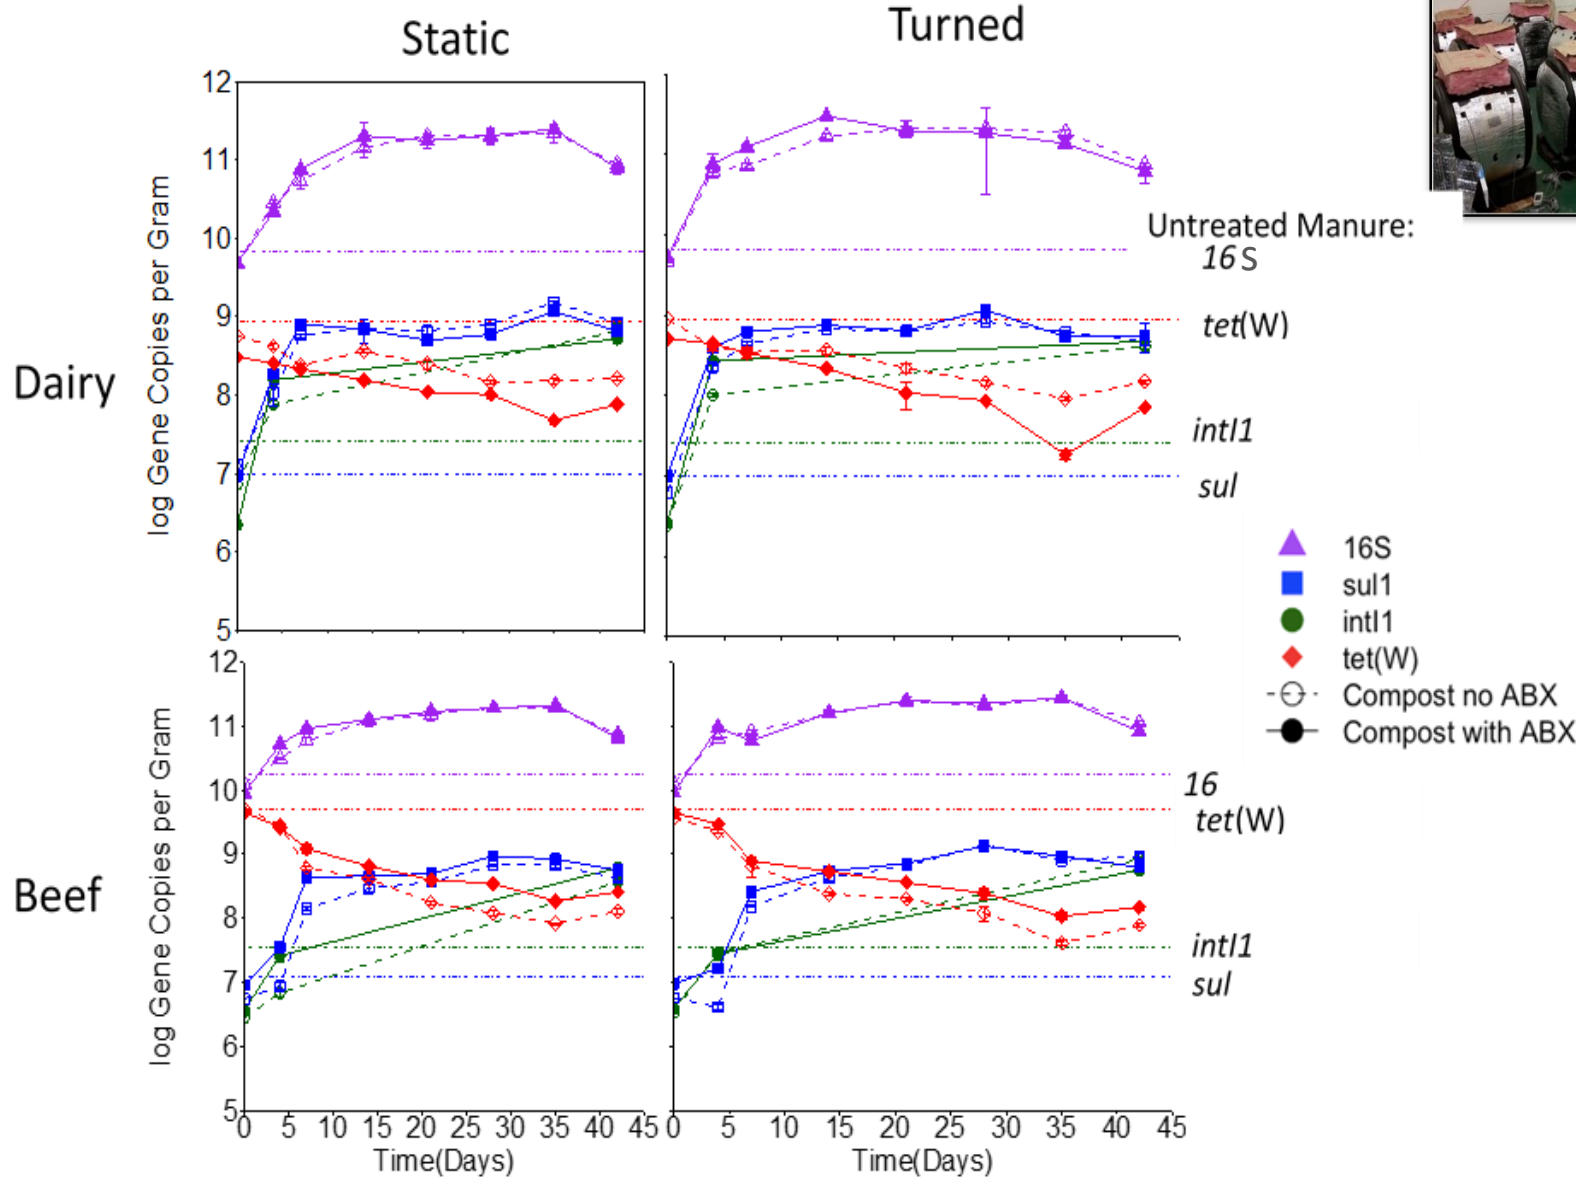 Static
Turned
12
11
10
9
8
7
6
5
log Gene Copies per Gram
Dairy
Untreated Manure:
16S
tet(W)
intI1
sul
16S
sul1
intI1
tet(W)
Compost no ABX
Compost with ABX
12
11
10
9
8
7
6
5
log Gene Copies per Gram
Beef
16
tet(W)
intI1
sul
0 5 10 15 20 25 30 35 40 45
0 5 10 15 20 25 30 35 40 45
Time(Days)
Time(Days)